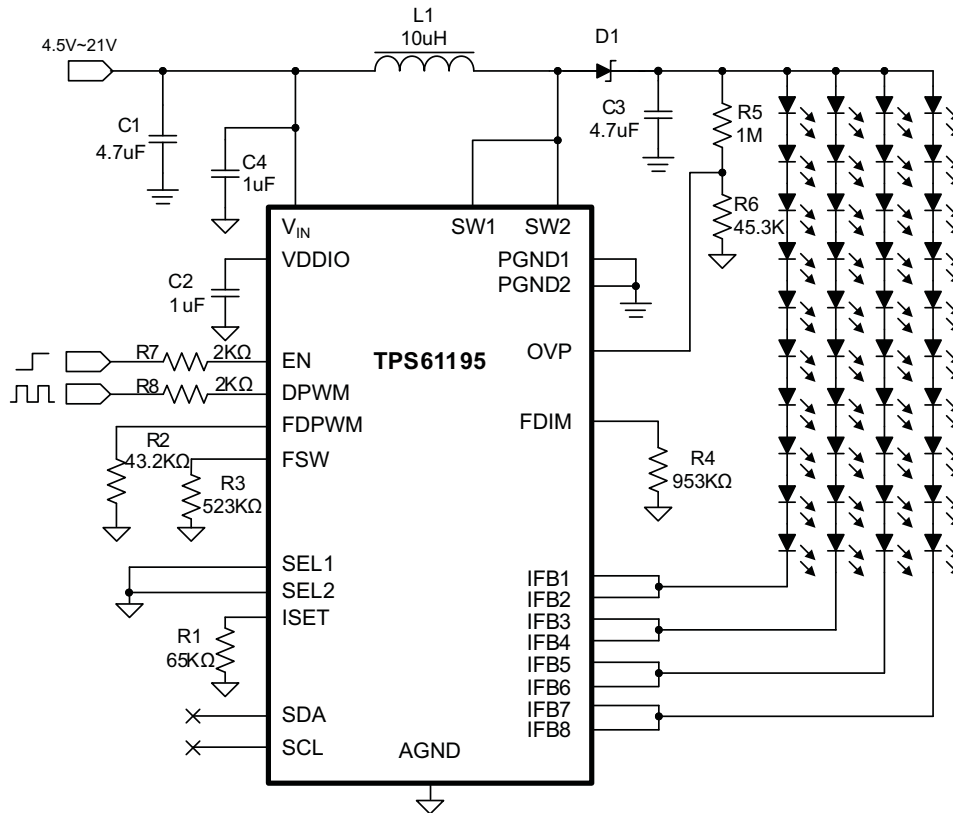 L1
10uH
4.5V~21V
D1
C1
4.7uF
C4
1uF
C3
4.7uF
R5
1M
R6
45.3K
VIN
SW1
SW2
VDDIO
PGND1
PGND2
C2
1uF
TPS61195
OVP
R7
2KΩ
EN
R8
2KΩ
DPWM
FDPWM
FDIM
R2
43.2KΩ
FSW
R3
523KΩ
R4
953KΩ
SEL1
SEL2
ISET
R1
65KΩ
IFB1
IFB2
IFB3
IFB4
IFB5
IFB6
IFB7
IFB8
SDA
SCL
AGND